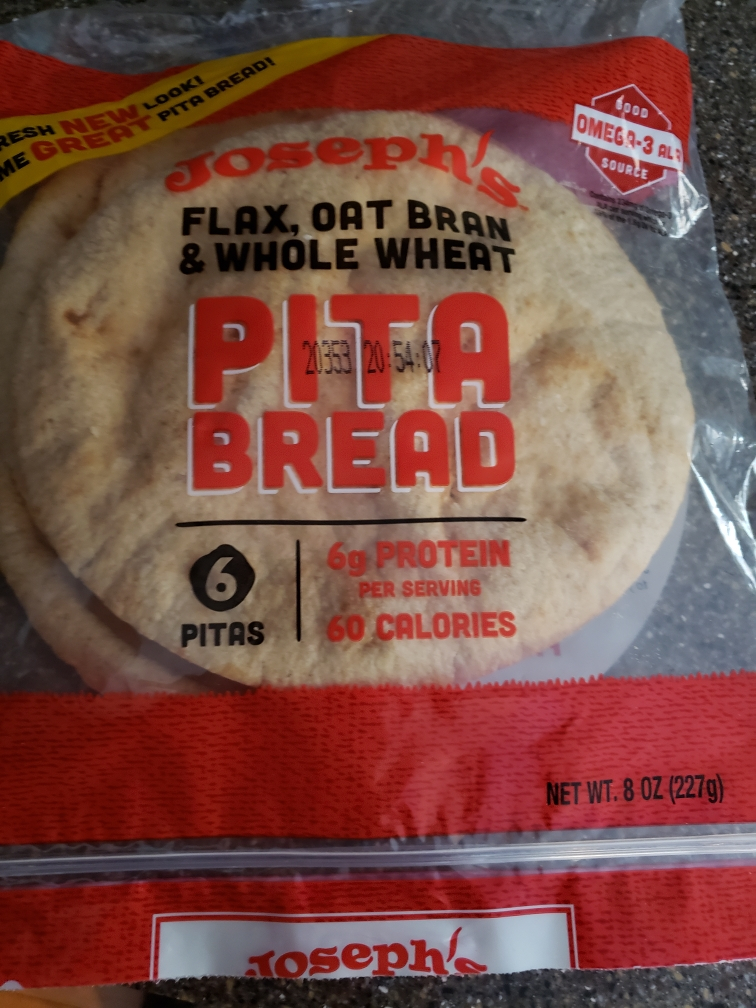 RESH NEW LOOK!
ME GREAT PITA BREAD!
GOOD
OMEGA-3 ALA
SOURCE
Joseph's
FLAX, OAT BRAN
& WHOLE WHEAT
PITA
20353 20:54:07
BREAD
6
PITAS
6g PROTEIN
PER SERVING
60 CALORIES
NET WT. 8 OZ (227g)
Joseph's